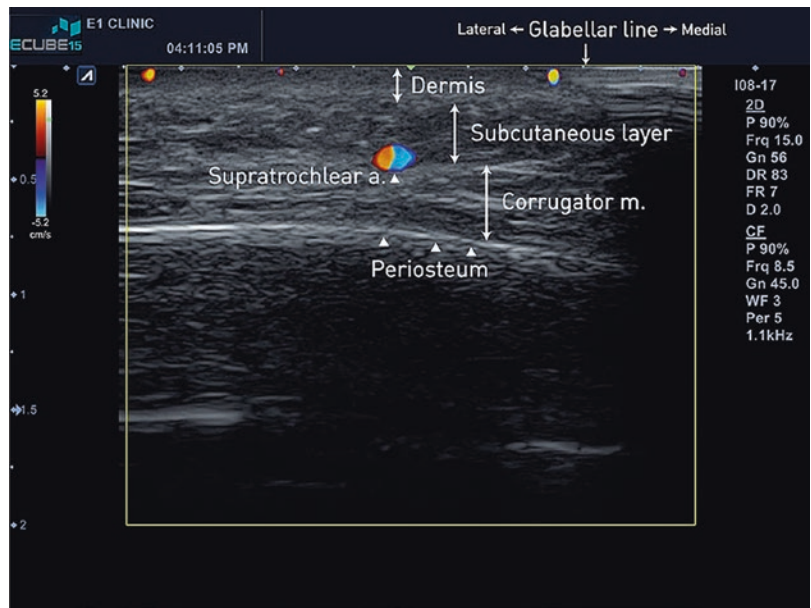 E1 CLINIC
ECUBE15
04:11:05 PM
Lateral ← Glabellar line → Medial
5.2
-5.2
cm/s
Dermis
Subcutaneous layer
Supratrochlear a.
Corrugator m.
Periosteum
0.5
1
1.5
2
I08-17
2D
P 90%
Frq 15.0
Gn 56
DR 83
FR 7
D 2.0
CF
P 90%
Frq 8.5
Gn 45.0
WF 3
Per 5
1.1kHz